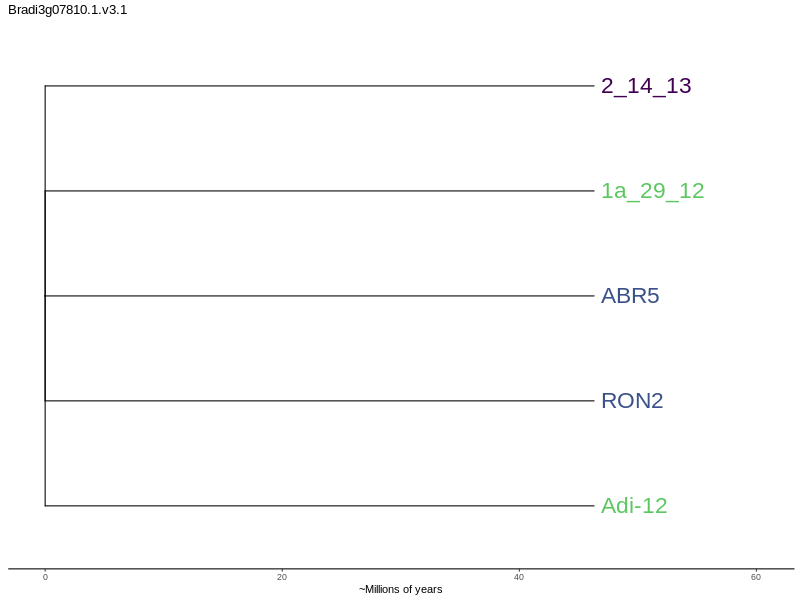 Bradi3g07810.1.v3.1
2_14_13
1a_29_12
ABR5
RON2
Adi-12
0 20 40 60
~Millions of years